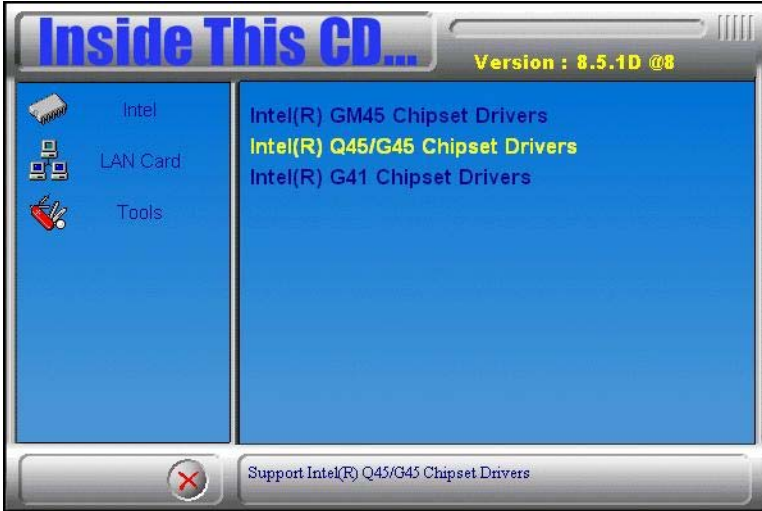 Inside This CD...
Version : 8.5.1D @8
Intel
LAN Card
Tools
Intel(R) GM45 Chipset Drivers
Intel(R) Q45/G45 Chipset Drivers
Intel(R) G41 Chipset Drivers
Support Intel(R) Q45/G45 Chipset Drivers